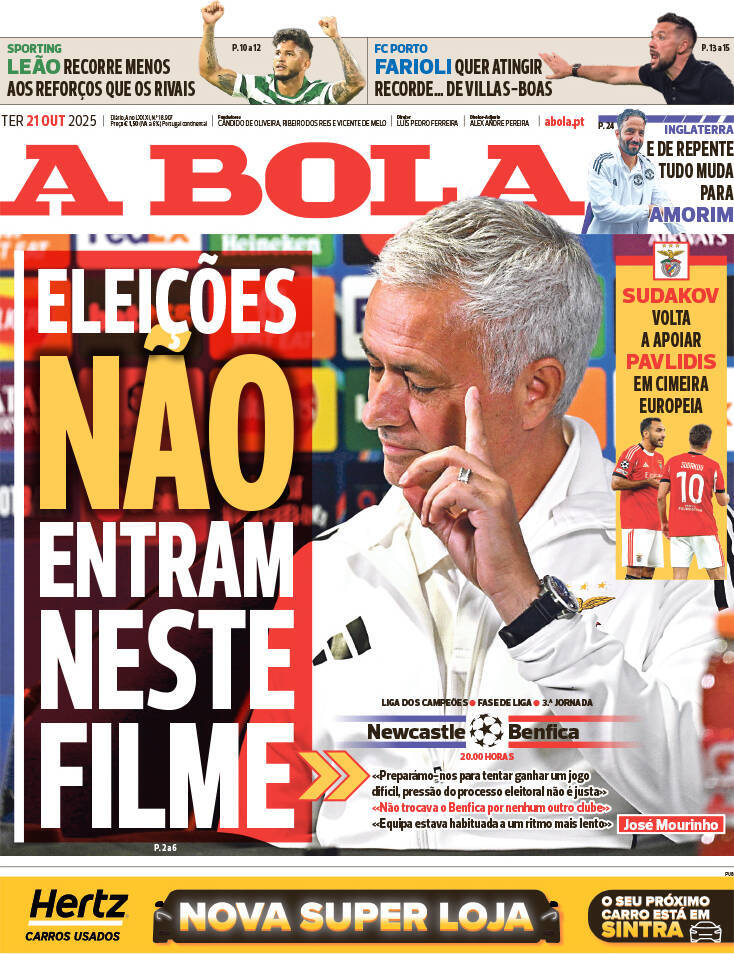 SPORTING
LEÃO RECORRE MENOS
AOS REFORÇOS QUE OS RIVAIS
P. 10 a 12
FC PORTO
FARIOLI QUER ATINGIR
RECORDE... DE VILLAS-BOAS
P. 13 a 15
TER 21 OUT 2025
Diário, Ano LXXXI, N.º 18.907
Preço € 1,50 (IVA a 6%) Portugal continental
Fundadores
CÂNDIDO DE OLIVEIRA, RIBEIRO DOS REIS E VICENTE DE MELO
Diretor
LUÍS PEDRO FERREIRA
Diretor-Adjunto
ALEXANDRE PEREIRA
abola.pt
A BOLA
P. 24
INGLATERRA
E DE REPENTE
TUDO MUDA
PARA
AMORIM
FedEx
Heineken
ELEIÇÕES
NÃO
ENTRAM
NESTE
FILME
P. 2 a 6
SUDAKOV
VOLTA
A APOIAR
PAVLIDIS
EM CIMEIRA
EUROPEIA
SUDAKOV
10
LIGA DOS CAMPEÕES ● FASE DE LIGA ● 3.ª JORNADA
Newcastle Benfica
20.00 HORAS
«Preparámo-nos para tentar ganhar um jogo
difícil, pressão do processo eleitoral não é justa»
«Não trocava o Benfica por nenhum outro clube»
«Equipa estava habituada a um ritmo mais lento»
José Mourinho
PUB
Hertz
CARROS USADOS
NOVA SUPER LOJA
O SEU PRÓXIMO
CARRO ESTÁ EM
SINTRA